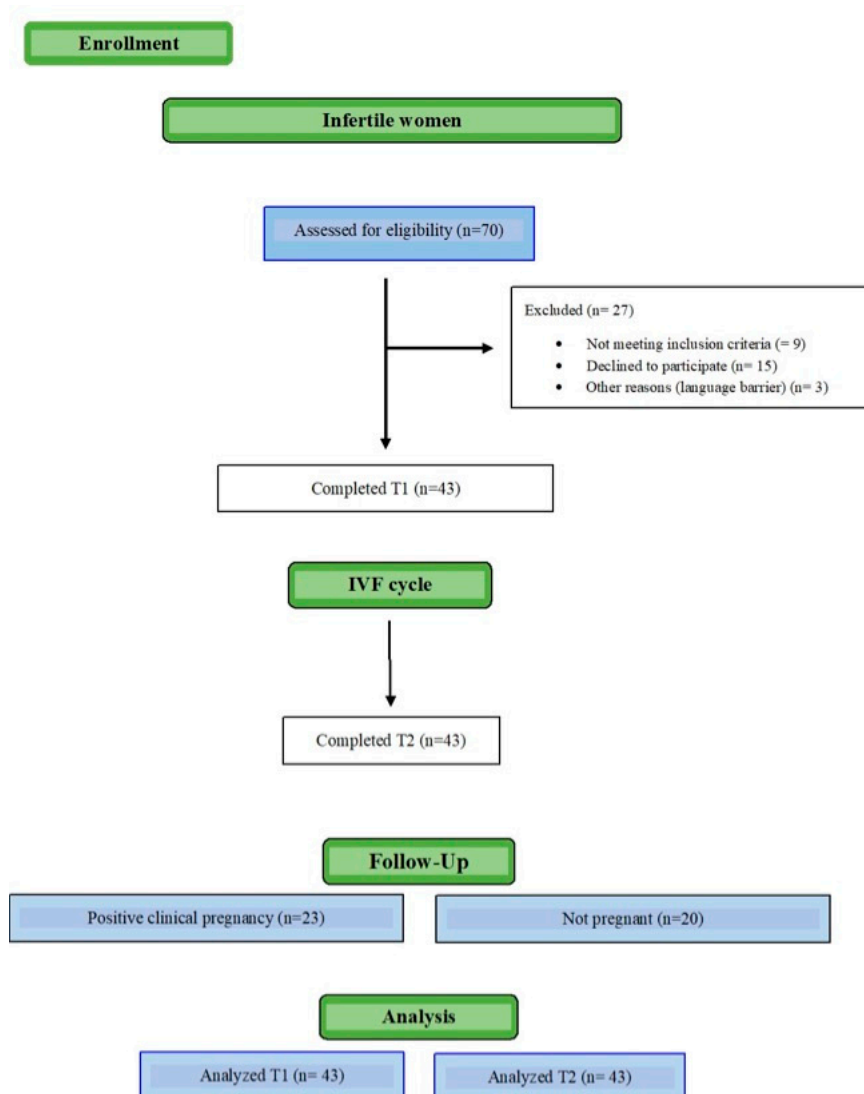 Enrollment
Infertile women
Assessed for eligibility (n=70)
Excluded (n= 27)
• Not meeting inclusion criteria (= 9)
• Declined to participate (n= 15)
• Other reasons (language barrier) (n= 3)
Completed T1 (n=43)
IVF cycle
Completed T2 (n=43)
Follow-Up
Positive clinical pregnancy (n=23)
Not pregnant (n=20)
Analysis
Analyzed T1 (n= 43)
Analyzed T2 (n= 43)